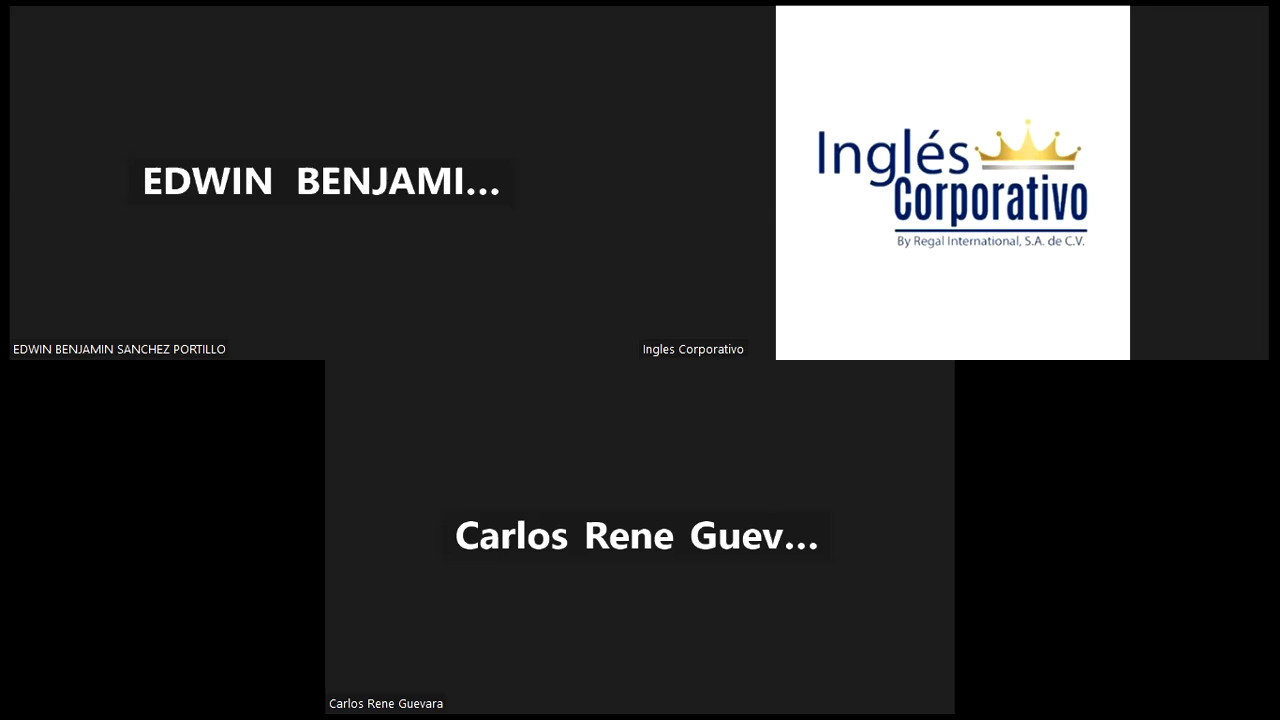 EDWIN BENJAMI...
EDWIN BENJAMIN SANCHEZ PORTILLO
Inglés
Corporativo
By Regal International, S.A. de C.V.
Ingles Corporativo
Carlos Rene Guev...
Carlos Rene Guevara